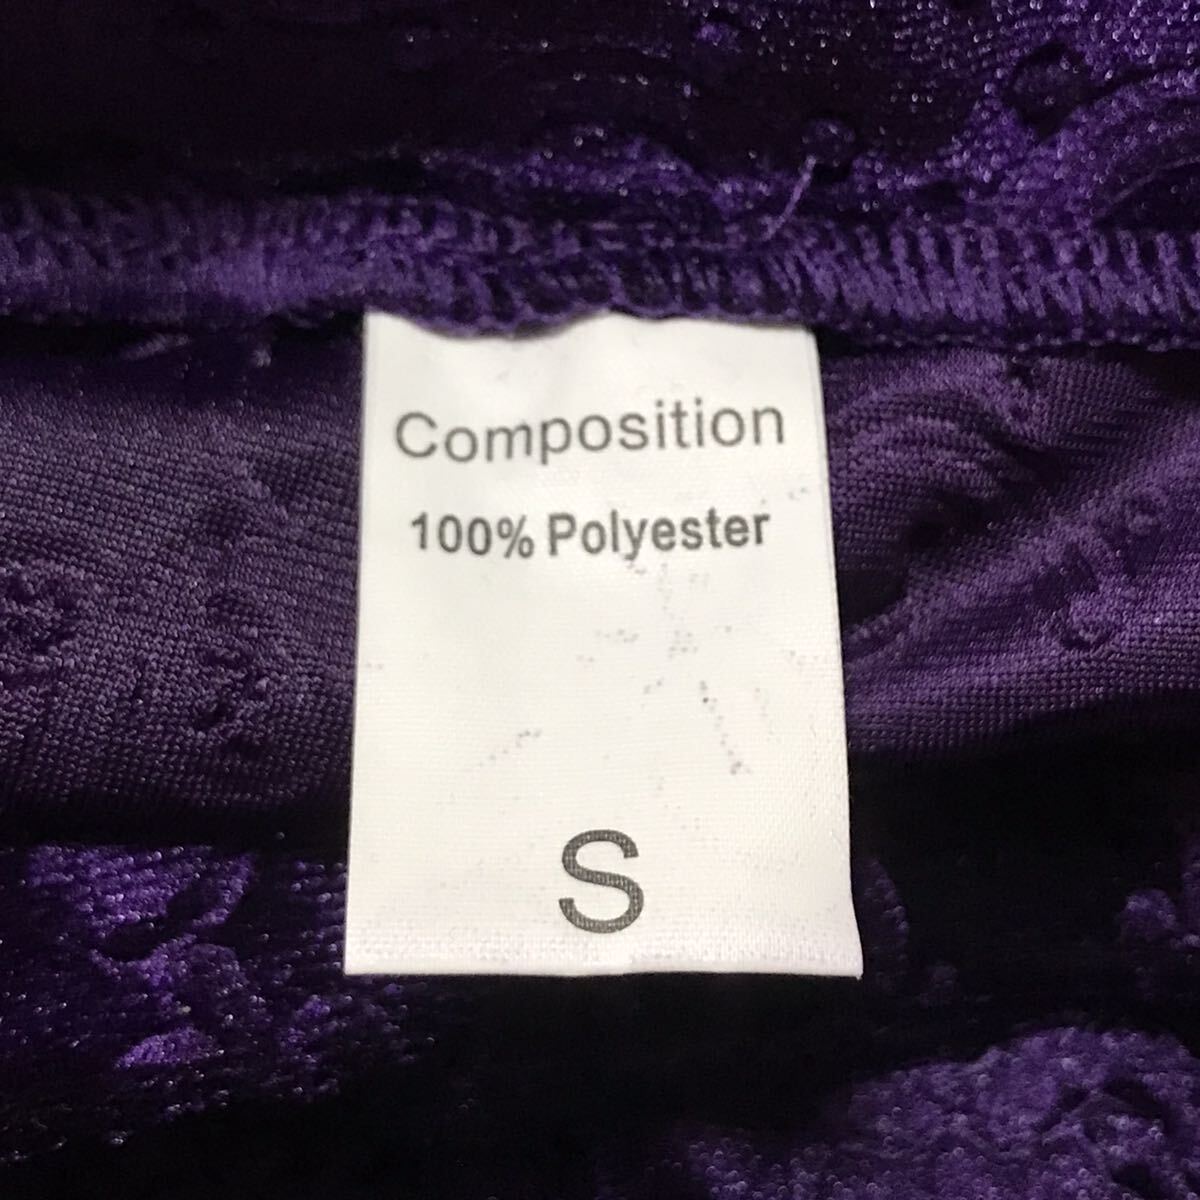 Composition
100% Polyester
S